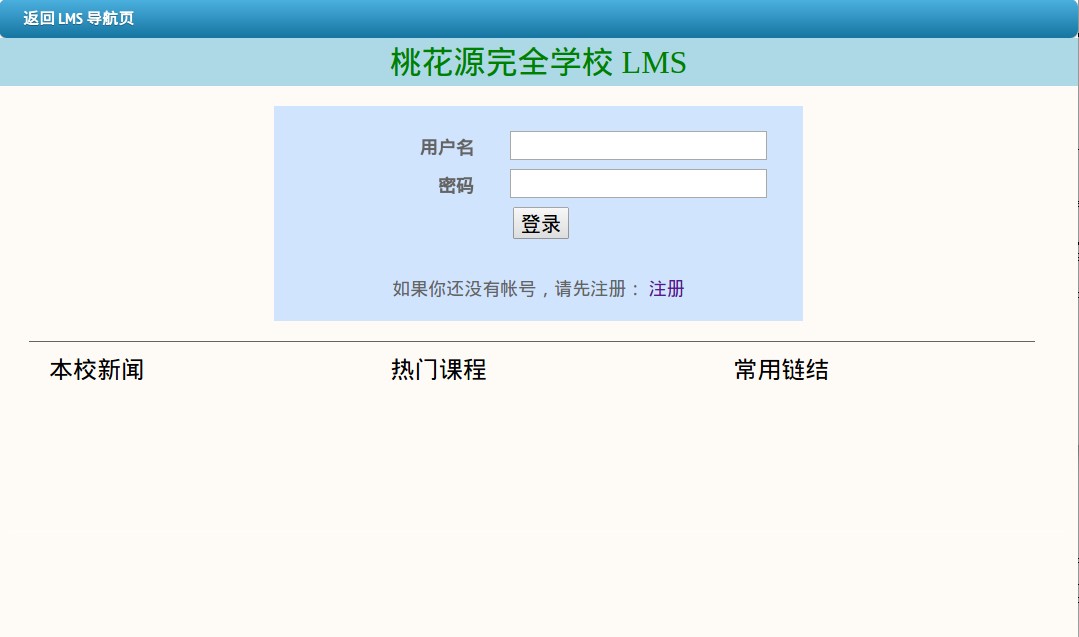 返回 LMS 导航页
桃花源完全学校 LMS
用户名
密码
登录
如果你还没有帐号，请先注册： 注册
本校新闻 热门课程 常用链结